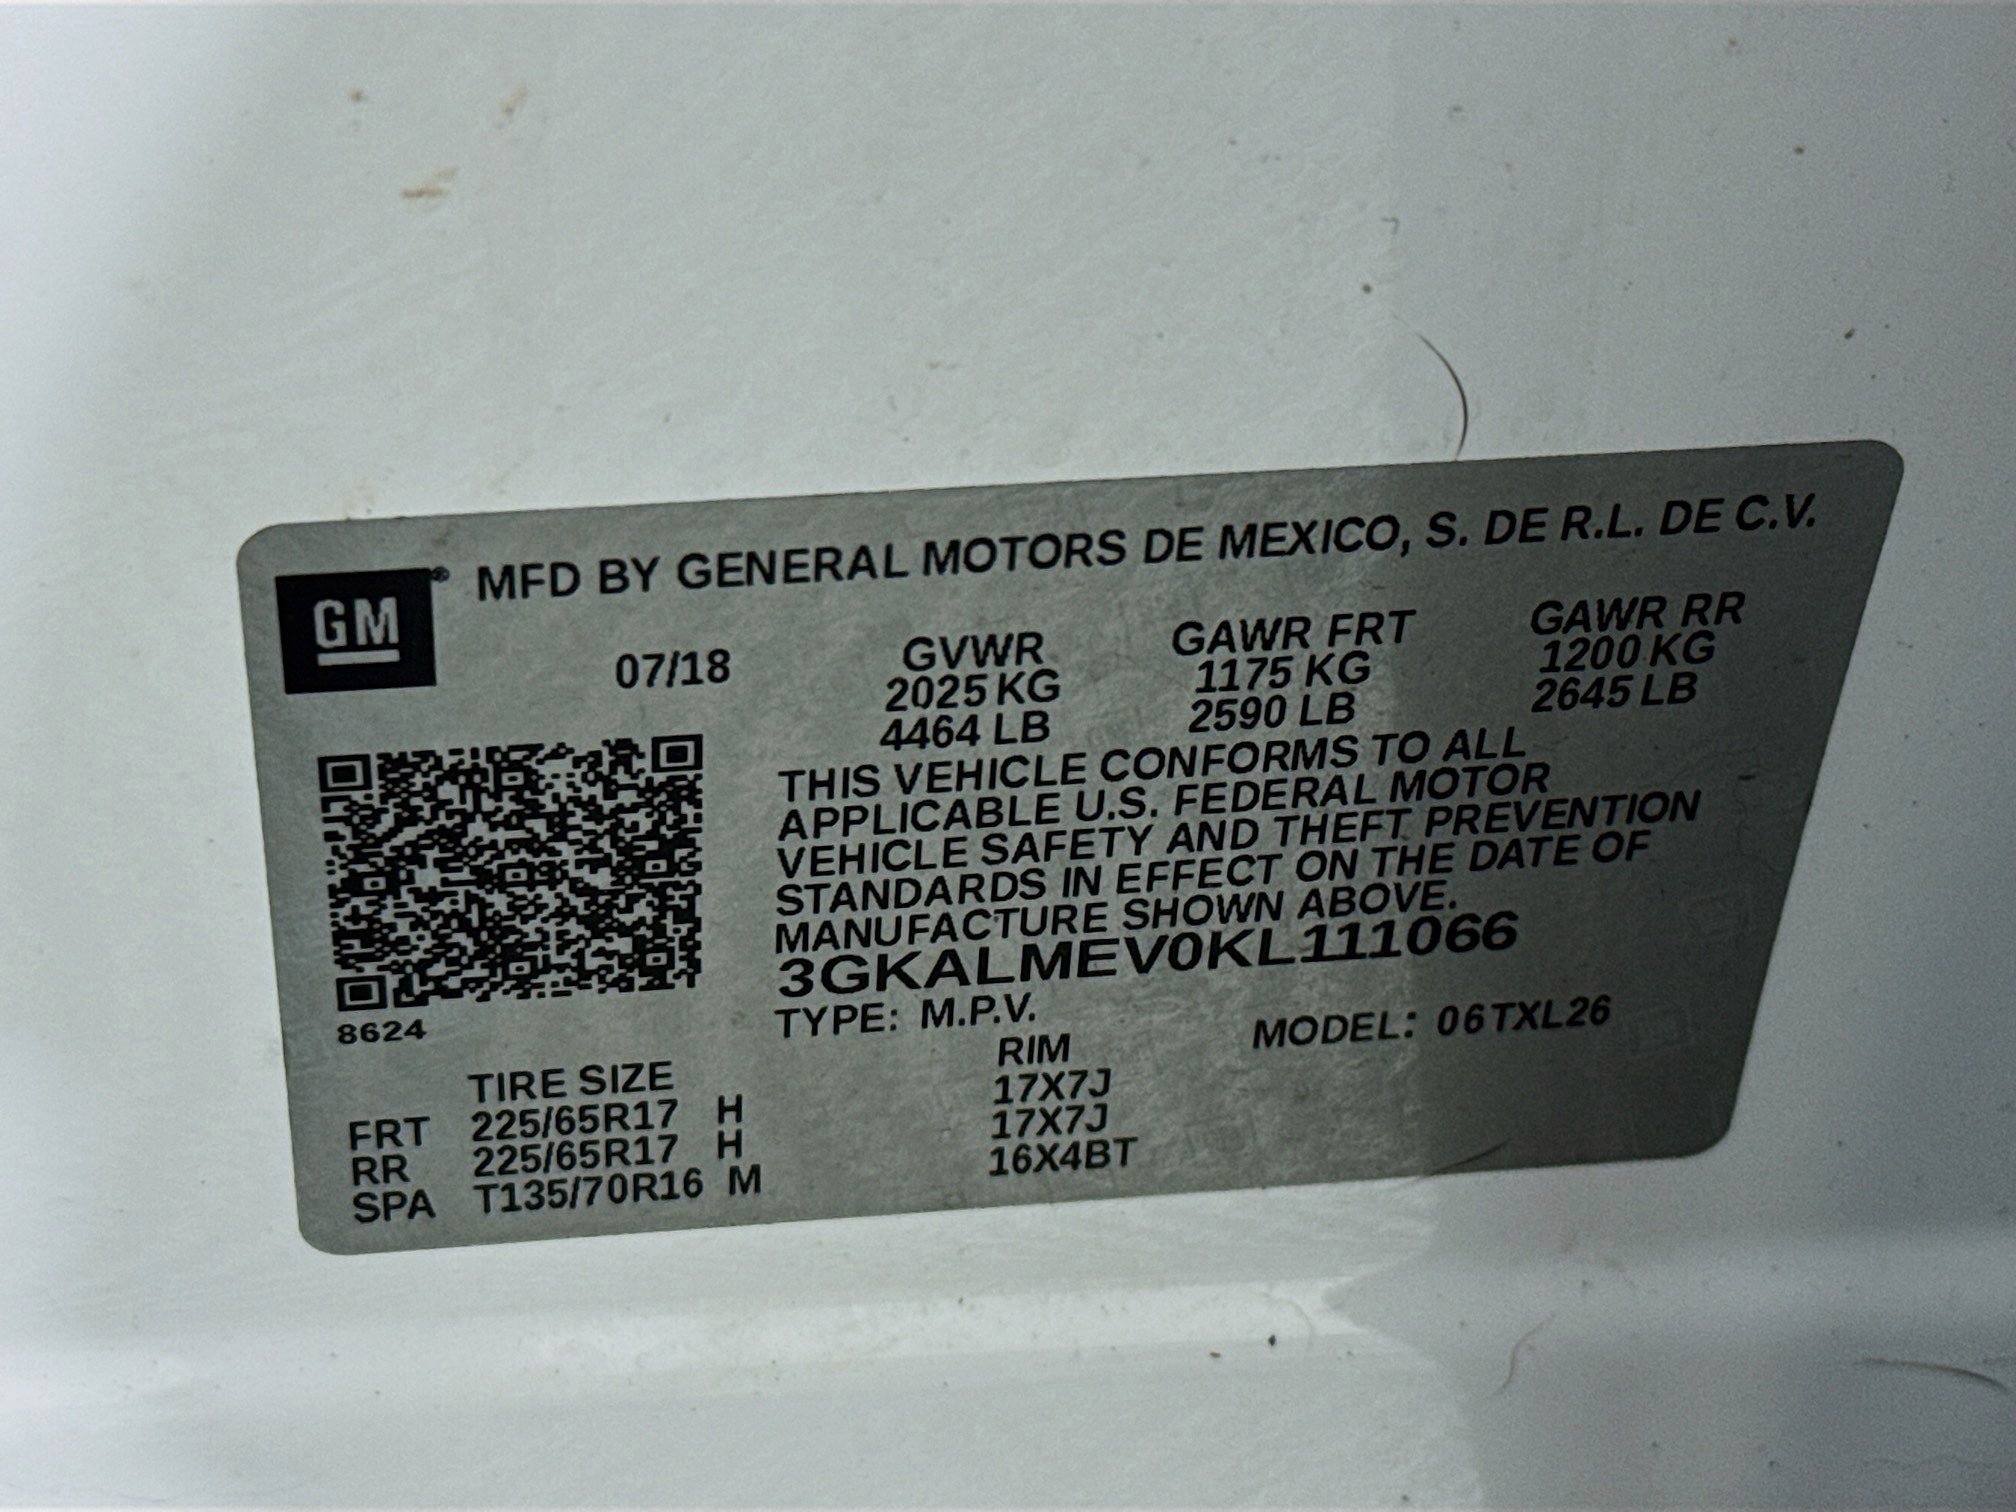 GM® MFD BY GENERAL MOTORS DE MEXICO, S. DE R.L. DE C.V.
07/18 GVWR GAWR FRT GAWR RR
2025 KG 1175 KG 1200 KG
4464 LB 2590 LB 2645 LB
THIS VEHICLE CONFORMS TO ALL
APPLICABLE U.S. FEDERAL MOTOR
VEHICLE SAFETY AND THEFT PREVENTION
STANDARDS IN EFFECT ON THE DATE OF
MANUFACTURE SHOWN ABOVE.
3GKALMEV0KL111066
8624 TYPE: M.P.V. MODEL: 06TXL26
TIRE SIZE RIM
FRT 225/65R17 H 17X7J
RR 225/65R17 H 17X7J
SPA T135/70R16 M 16X4BT